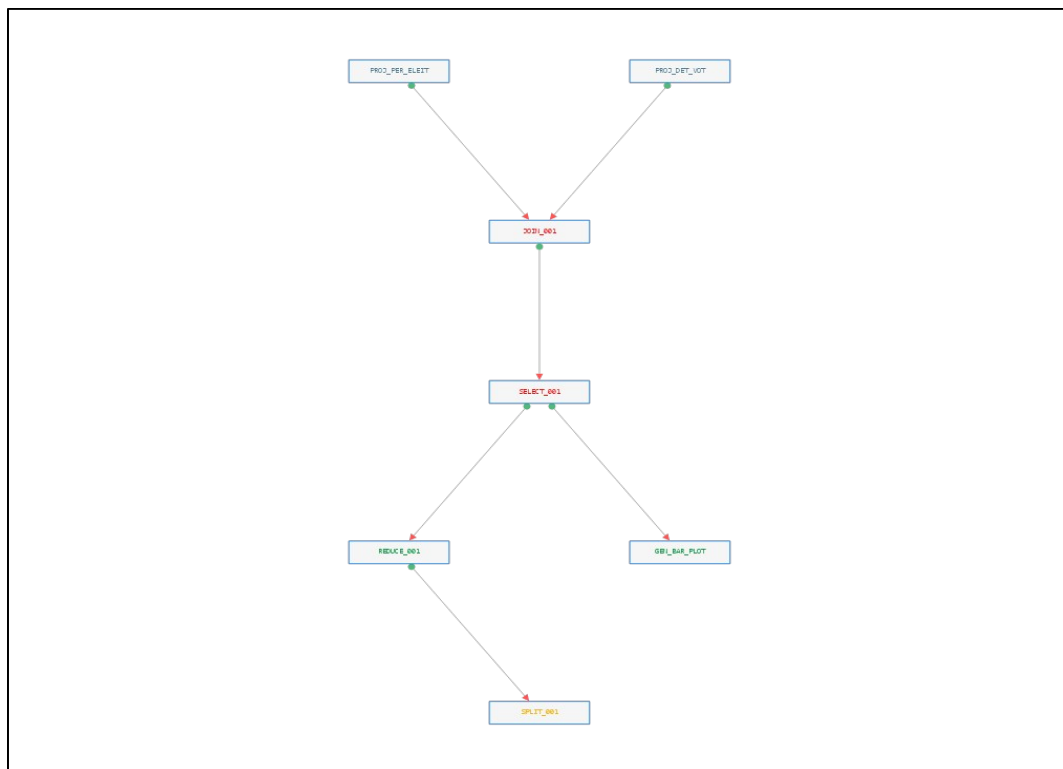 PROJ_PER_ELEIT
PROJ_DET_VOT
JOIN_001
SELECT_001
REDUCE_001
GEN_BAR_PLOT
SPLIT_001